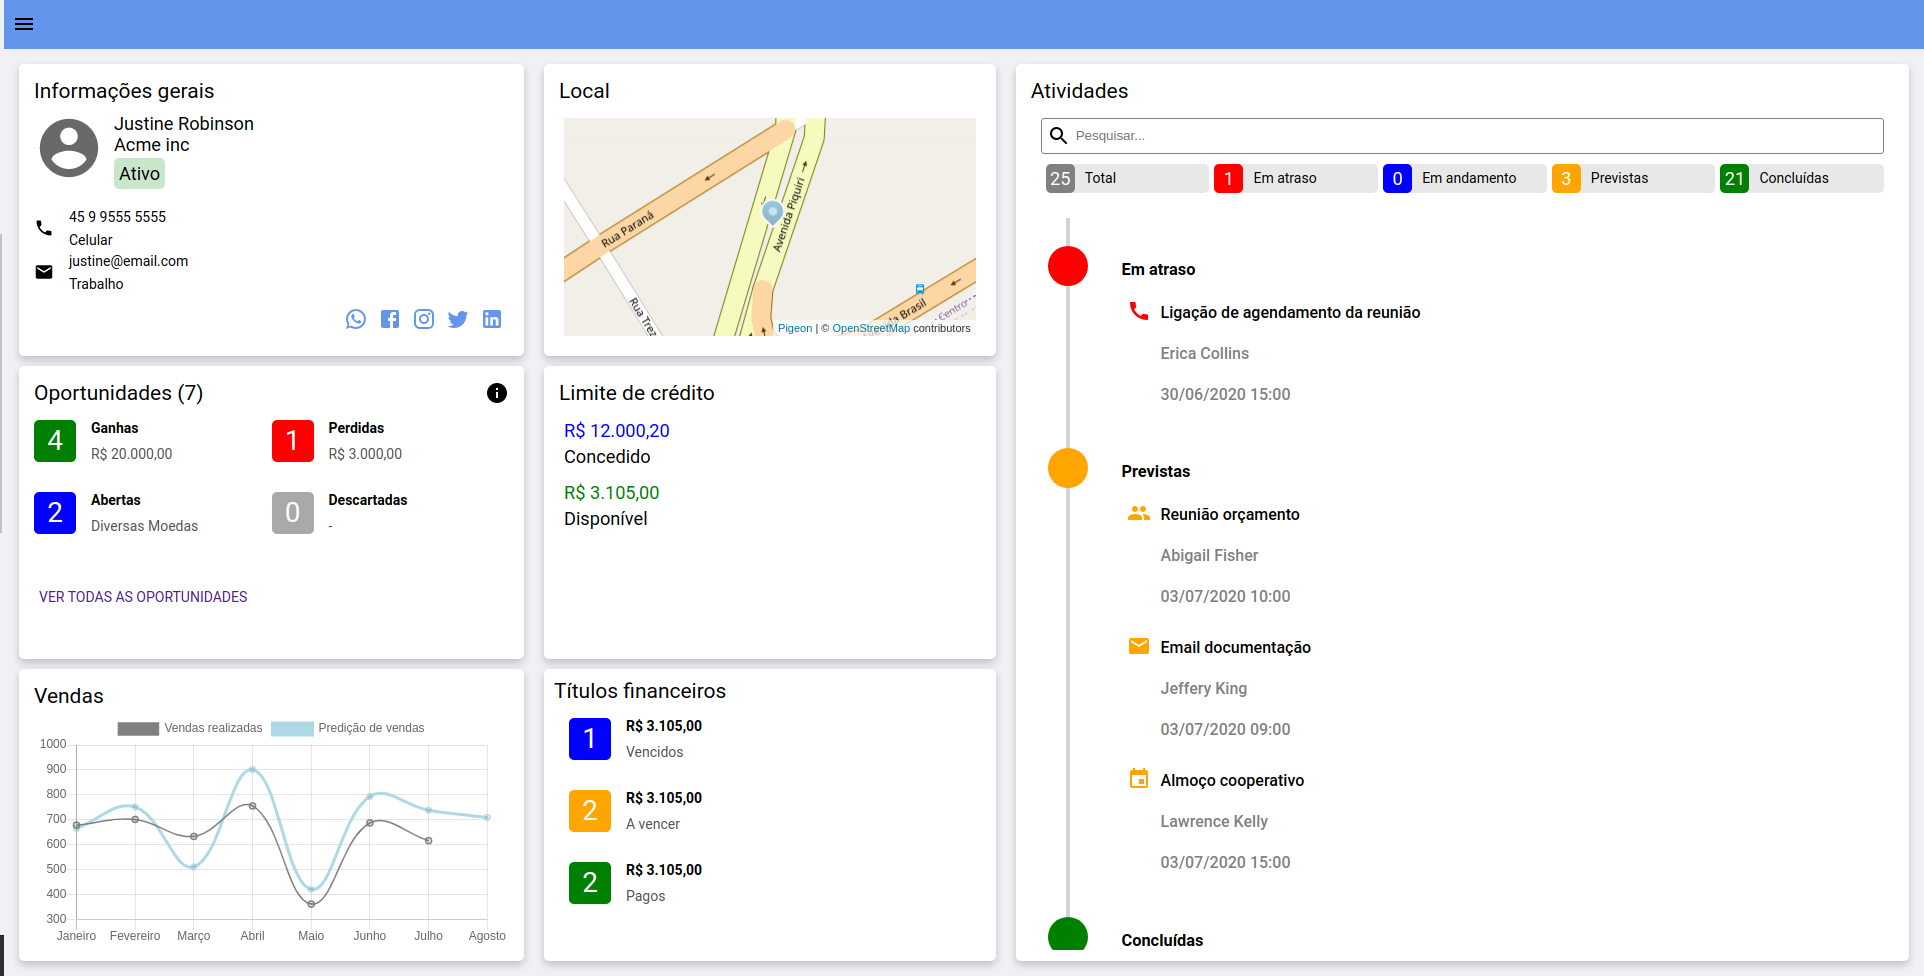 Informações gerais
Justine Robinson
Acme inc
Ativo
45 9 9555 5555
Celular
justine@email.com
Trabalho
Local
Rua Paraná
Avenida Piquiri
Pigeon | © OpenStreetMap contributors
Oportunidades (7)
4 Ganhas
R$ 20.000,00
1 Perdidas
R$ 3.000,00
2 Abertas
Diversas Moedas
0 Descartadas
-
VER TODAS AS OPORTUNIDADES
Limite de crédito
R$ 12.000,20
Concedido
R$ 3.105,00
Disponível
Vendas
Vendas realizadas Predição de vendas
1000
900
800
700
600
500
400
300
Janeiro Fevereiro Março Abril Maio Junho Julho Agosto
Títulos financeiros
1 R$ 3.105,00
Vencidos
2 R$ 3.105,00
A vencer
2 R$ 3.105,00
Pagos
Atividades
Pesquisar...
25 Total 1 Em atraso 0 Em andamento 3 Previstas 21 Concluídas
Em atraso
Ligação de agendamento da reunião
Erica Collins
30/06/2020 15:00
Previstas
Reunião orçamento
Abigail Fisher
03/07/2020 10:00
Email documentação
Jeffery King
03/07/2020 09:00
Almoço cooperativo
Lawrence Kelly
03/07/2020 15:00
Concluídas